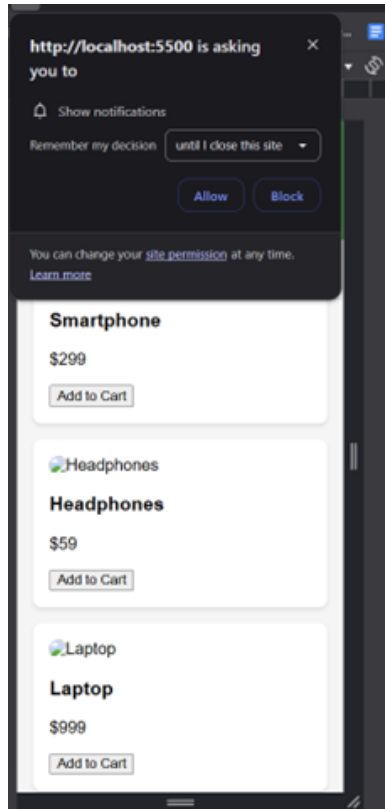 http://localhost:5500 is asking
you to
Show notifications
Remember my decision until I close this site
Allow Block
You can change your site permission at any time.
Learn more
Smartphone
$299
Add to Cart
Headphones
Headphones
$59
Add to Cart
Laptop
Laptop
$999
Add to Cart